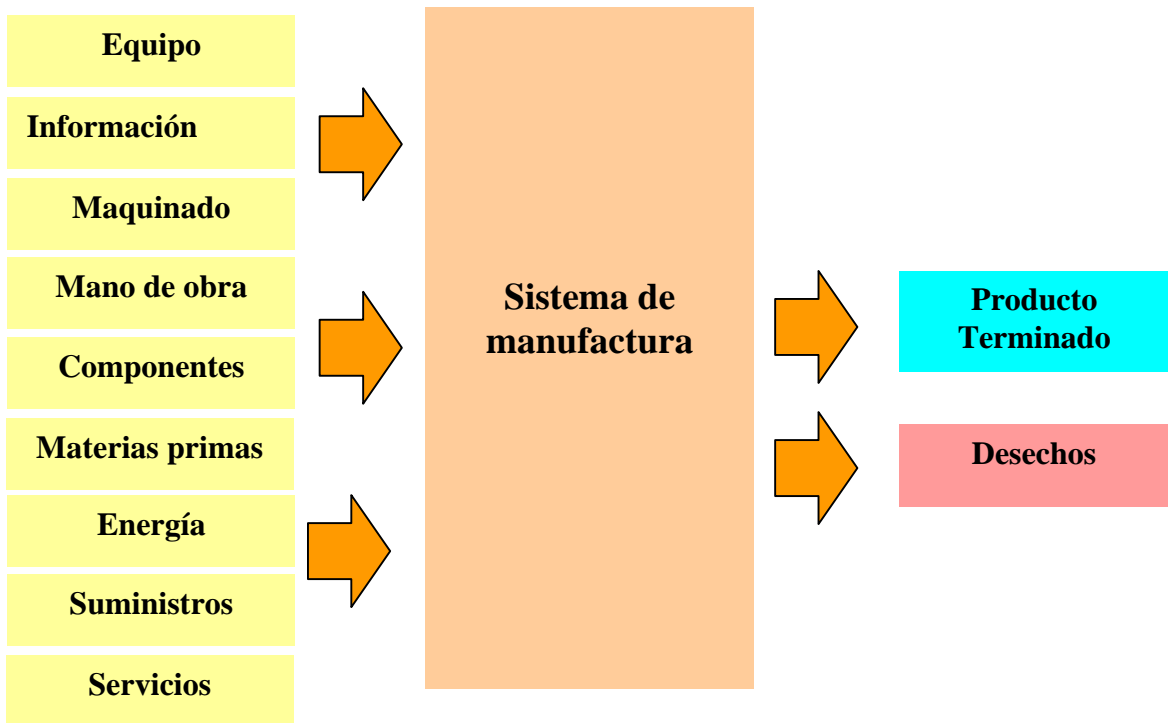 Equipo
Información
Maquinado
Mano de obra
Componentes
Materias primas
Energía
Suministros
Servicios
Sistema de
manufactura
Producto
Terminado
Desechos